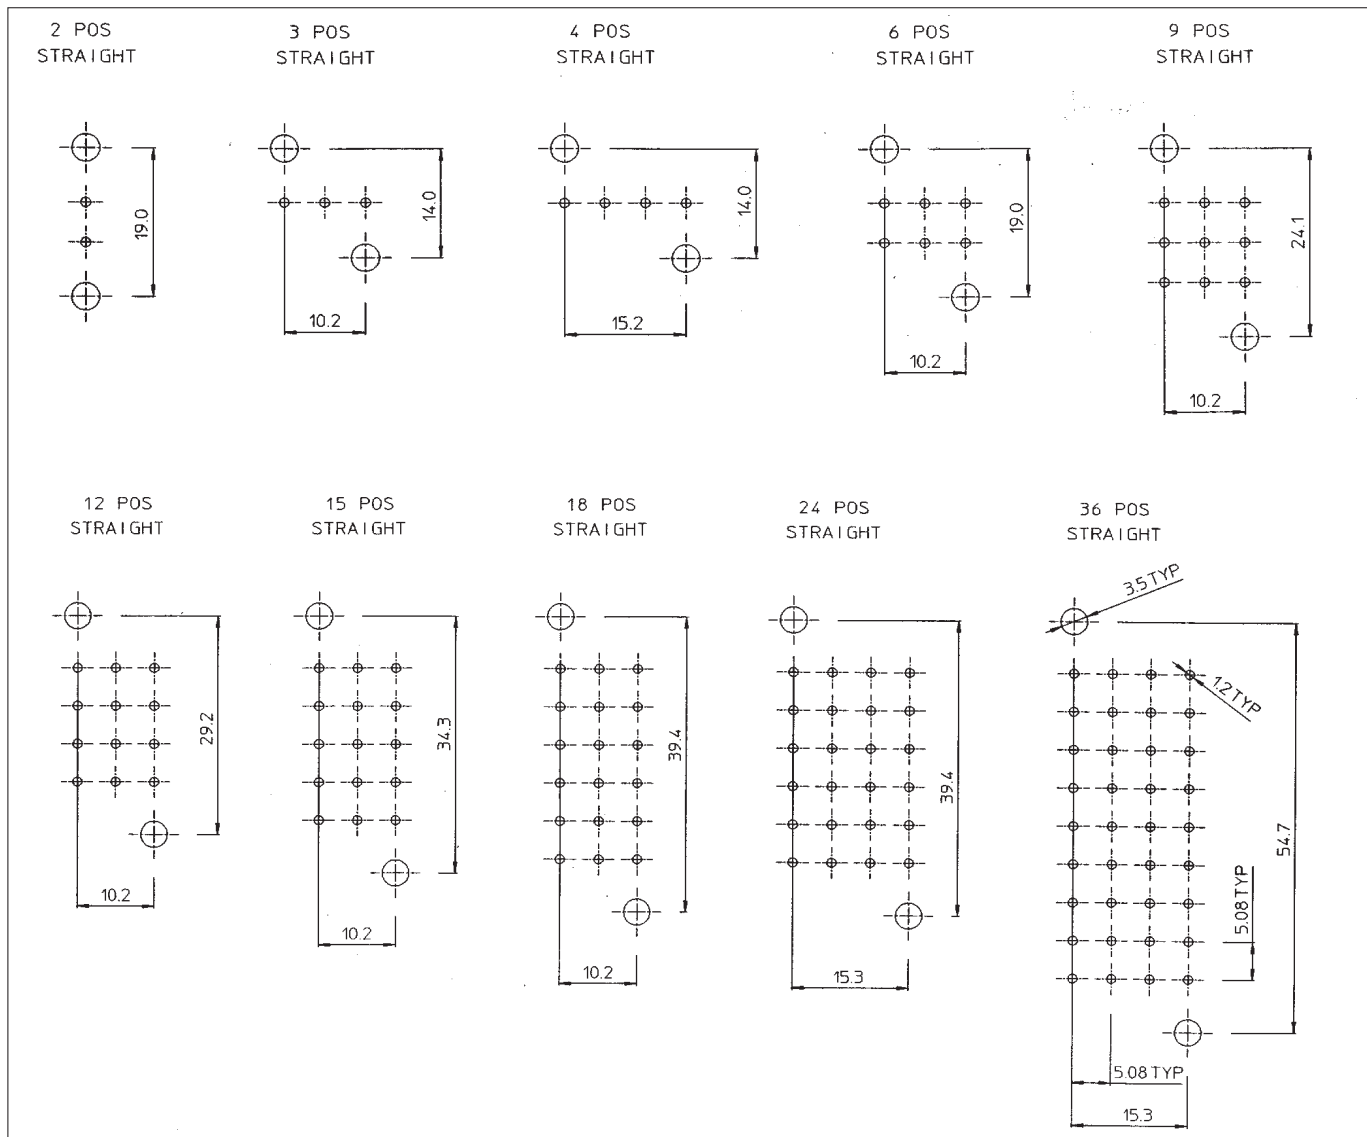 2 POS
STRAIGHT
3 POS
STRAIGHT
4 POS
STRAIGHT
6 POS
STRAIGHT
9 POS
STRAIGHT
19.0
14.0
10.2
14.0
15.2
19.0
10.2
24.1
10.2
12 POS
STRAIGHT
15 POS
STRAIGHT
18 POS
STRAIGHT
24 POS
STRAIGHT
36 POS
STRAIGHT
29.2
10.2
34.3
10.2
39.4
10.2
39.4
15.3
3.5 TYP
1.2 TYP
54.7
5.08 TYP
5.08 TYP
15.3